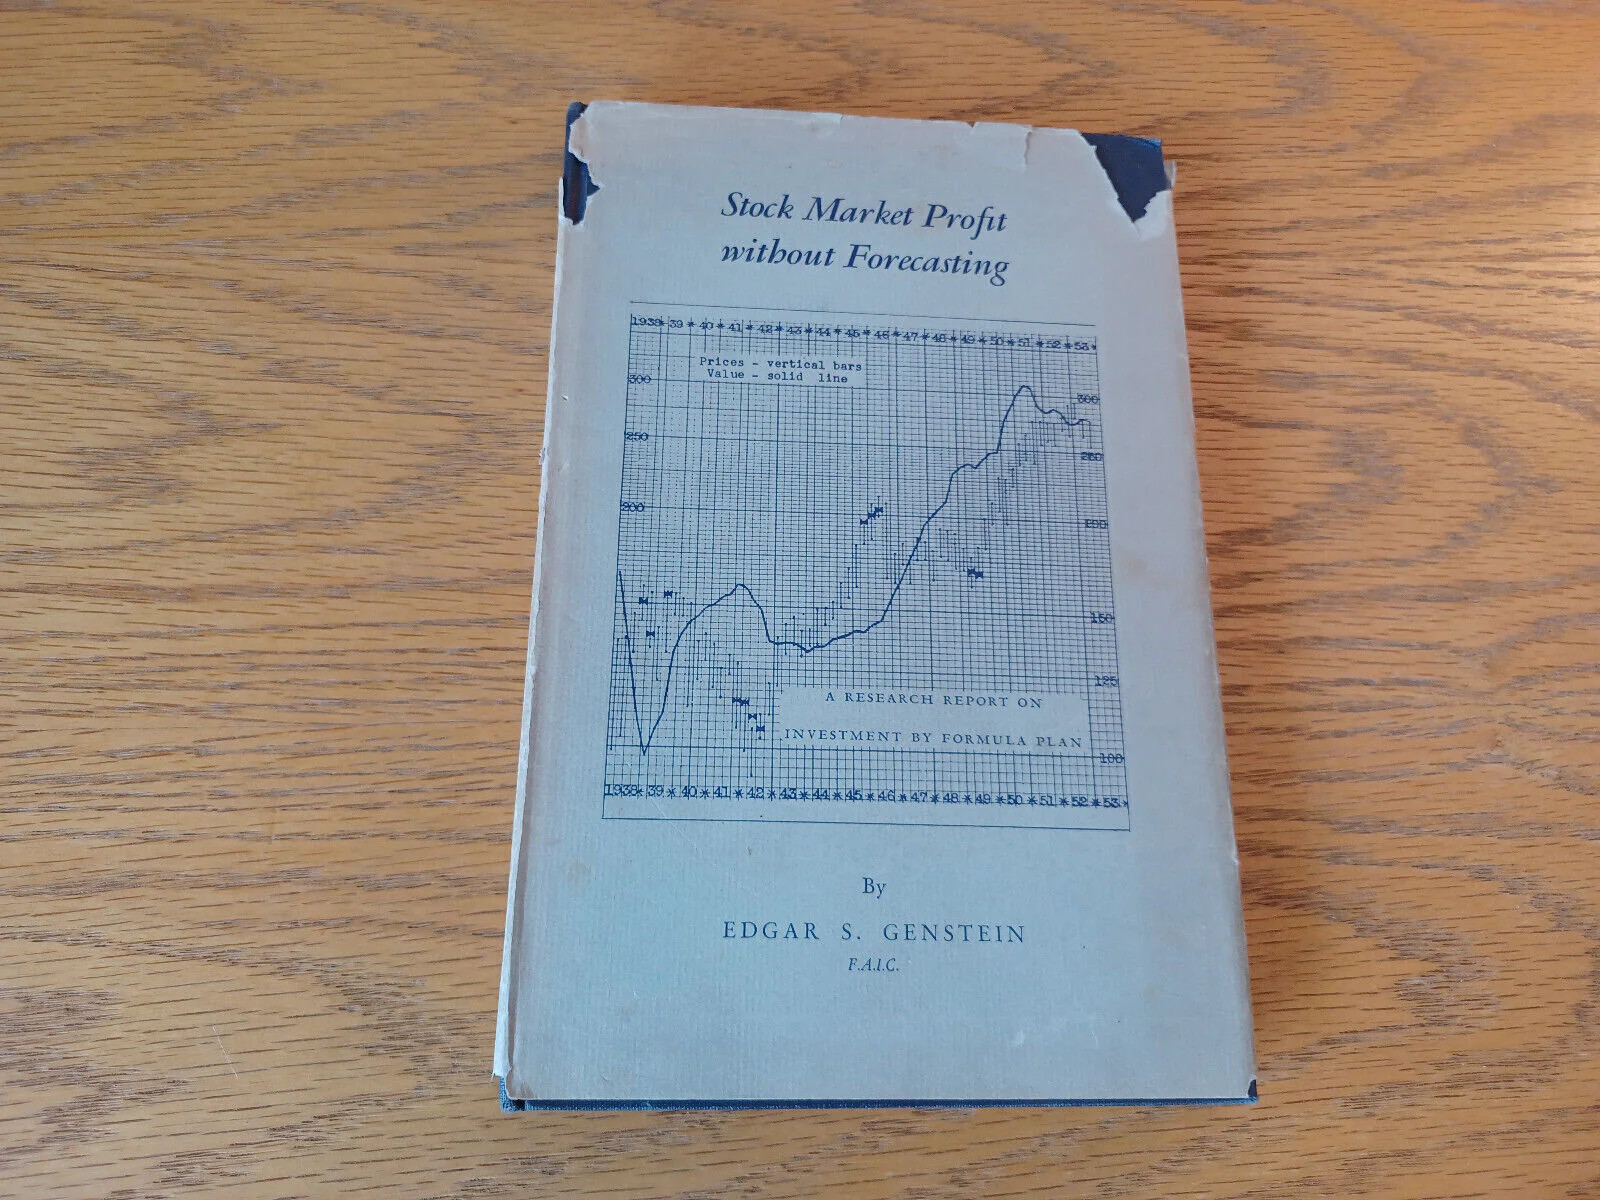 Stock Market Profit
without Forecasting
1938*39*40*41*42*43*44*45*46*47*48*49*50*51*52*53*
Prices - vertical bars
Value - solid line
300
300
250
250
200
200
150
125
A RESEARCH REPORT ON
INVESTMENT BY FORMULA PLAN
100
1938*39*40*41*42*43*44*45*46*47*48*49*50*51*52*53*
By
EDGAR S. GENSTEIN
F.A.I.C.